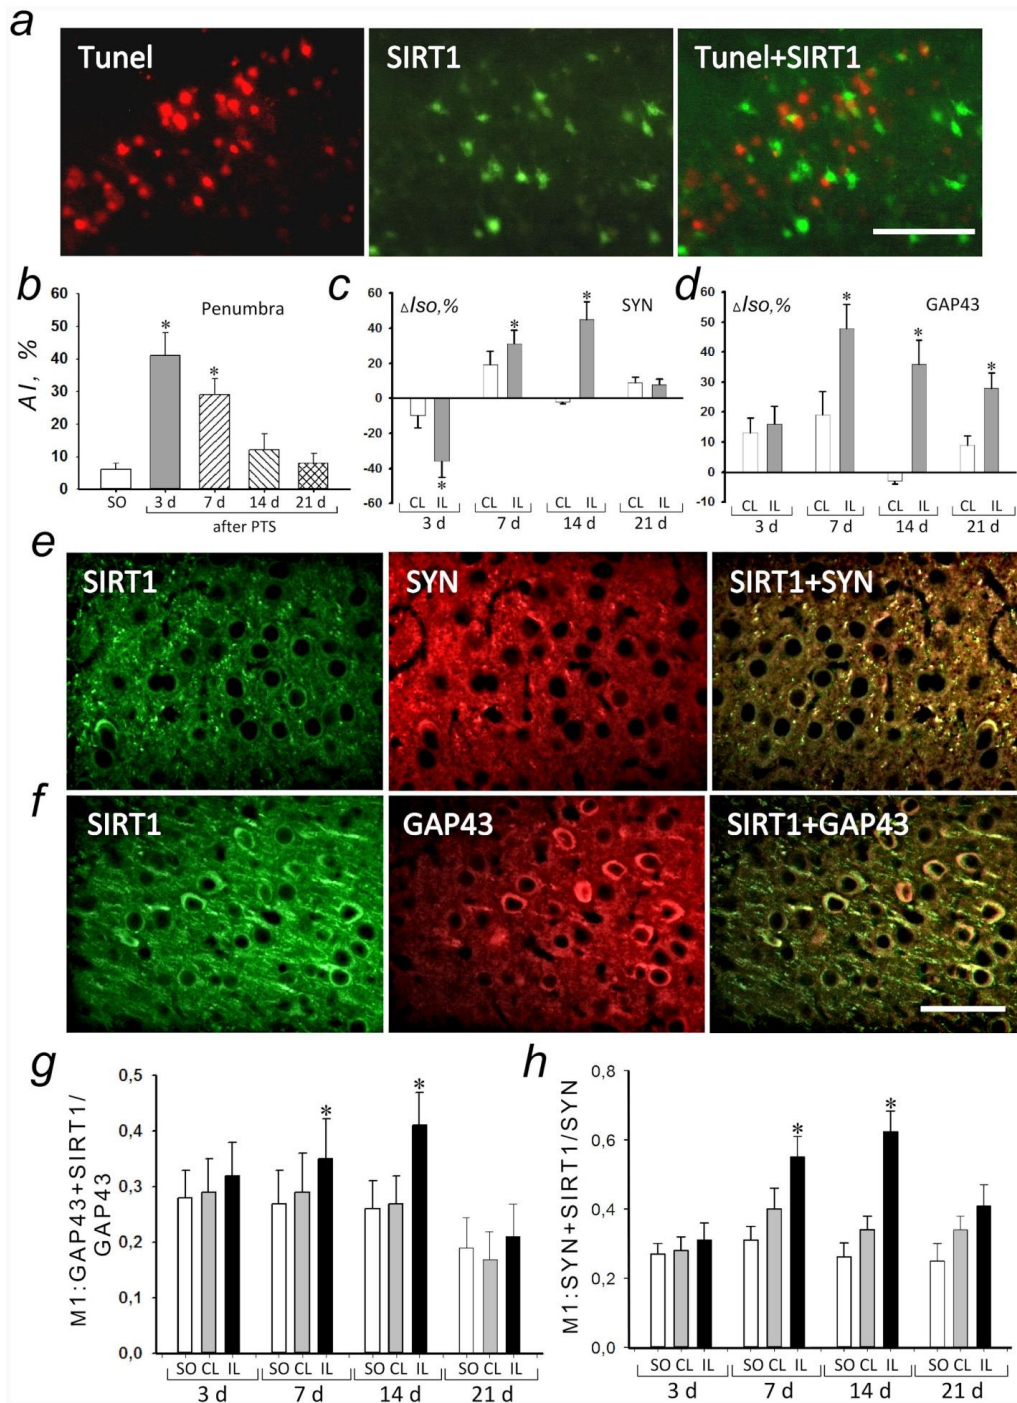 a
Tunel
SIRT1
Tunel+SIRT1
b
AI, %
60
50
40
30
20
10
0
Penumbra
*
*
SO
3 d
7 d
14 d
21 d
after PTS
c
ΔIso,%
SYN
60
40
20
0
-20
-40
-60
*
*
*
CL IL CL IL CL IL CL IL
3 d 7 d 14 d 21 d
d
ΔIso,%
GAP43
60
50
40
30
20
10
0
-10
*
*
*
CL IL CL IL CL IL CL IL
3 d 7 d 14 d 21 d
e
SIRT1
SYN
SIRT1+SYN
f
SIRT1
GAP43
SIRT1+GAP43
g
M1:GAP43+SIRT1/
GAP43
0,5
0,4
0,3
0,2
0,1
0,0
*
*
SO CL IL SO CL IL SO CL IL SO CL IL
3 d 7 d 14 d 21 d
h
M1:SYN+SIRT1/SYN
0,8
0,6
0,4
0,2
0,0
*
*
SO CL IL SO CL IL SO CL IL SO CL IL
3 d 7 d 14 d 21 d